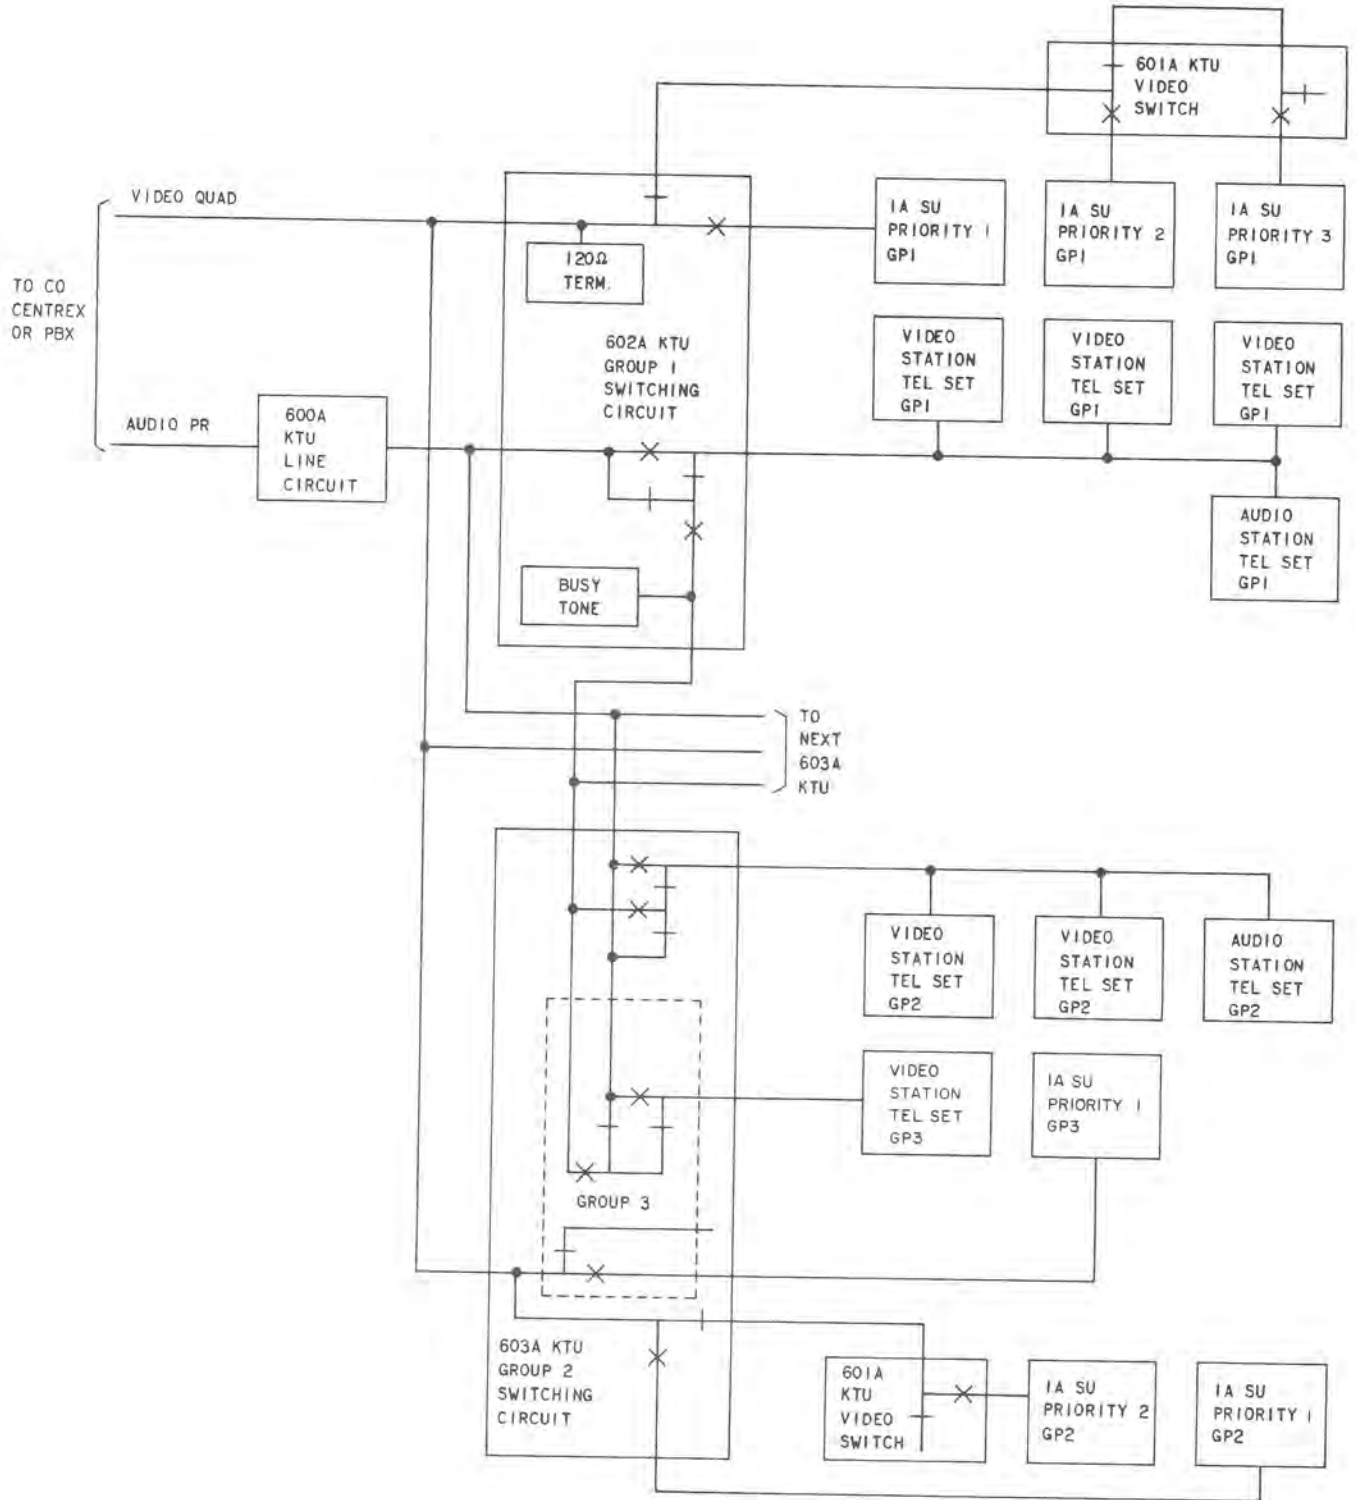 601A KTU
VIDEO
SWITCH
VIDEO QUAD
1A SU
PRIORITY 1
GP1
1A SU
PRIORITY 2
GP1
1A SU
PRIORITY 3
GP1
120Ω
TERM.
TO CO
CENTREX
OR PBX
602A KTU
GROUP 1
SWITCHING
CIRCUIT
VIDEO
STATION
TEL SET
GP1
VIDEO
STATION
TEL SET
GP1
VIDEO
STATION
TEL SET
GP1
AUDIO PR
600A
KTU
LINE
CIRCUIT
AUDIO
STATION
TEL SET
GP1
BUSY
TONE
TO
NEXT
603A
KTU
VIDEO
STATION
TEL SET
GP2
VIDEO
STATION
TEL SET
GP2
AUDIO
STATION
TEL SET
GP2
VIDEO
STATION
TEL SET
GP3
1A SU
PRIORITY 1
GP3
GROUP 3
603A KTU
GROUP 2
SWITCHING
CIRCUIT
601A
KTU
VIDEO
SWITCH
1A SU
PRIORITY 2
GP2
1A SU
PRIORITY 1
GP2